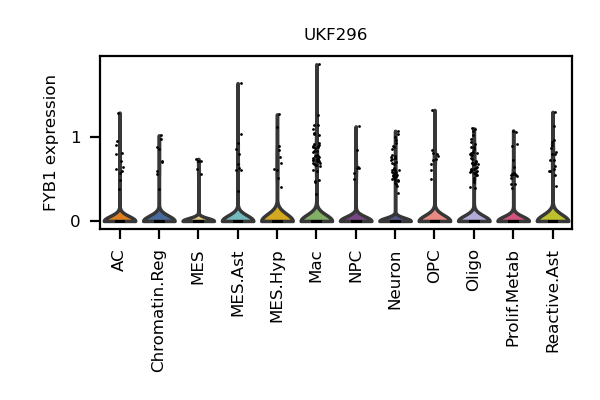 UKF296
FYB1 expression
1
0
AC
Chromatin.Reg
MES
MES.Ast
MES.Hyp
Mac
NPC
Neuron
OPC
Oligo
Prolif.Metab
Reactive.Ast